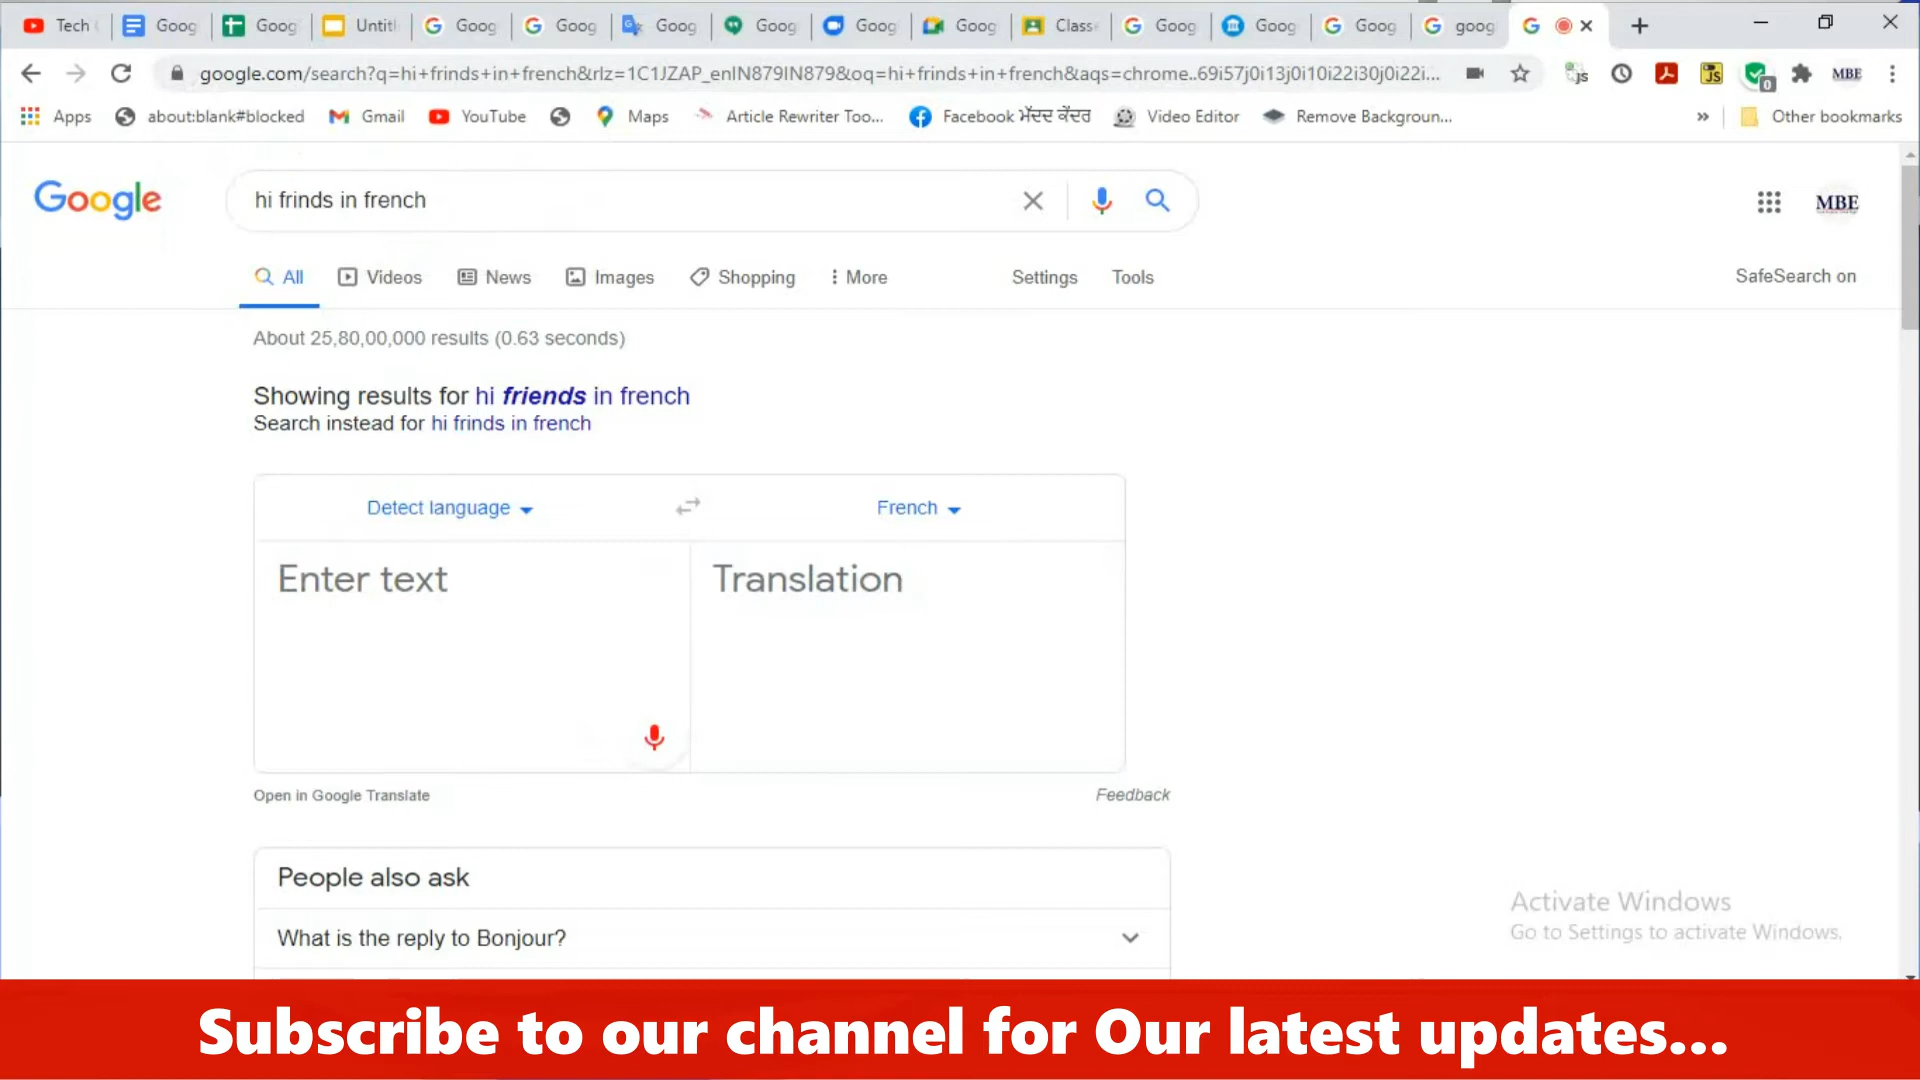 Tech
Goog
Goog
Untitl
Goog
Goog
Goog
Goog
Goog
Goog
Class
Goog
Goog
Goog
goog
google.com/search?q=hi+frinds+in+french&rlz=1C1JZAP_enIN879IN879&oq=hi+frinds+in+french&aqs=chrome..69i57j0i13j0i10i22i30j0i22i...
JS
JS
0
MBE
Apps
about:blank#blocked
Gmail
YouTube
Maps
Article Rewriter Too...
Facebook ਮੱਦਦ ਕੇਂਦਰ
Video Editor
Remove Backgroun...
»
Other bookmarks
Google
hi frinds in french
MBE
All
Videos
News
Images
Shopping
More
Settings
Tools
SafeSearch on
About 25,80,00,000 results (0.63 seconds)
Showing results for hi friends in french
Search instead for hi frinds in french
Detect language
French
Enter text
Translation
Open in Google Translate
Feedback
People also ask
What is the reply to Bonjour?
Activate Windows
Go to Settings to activate Windows.
Subscribe to our channel for Our latest updates...